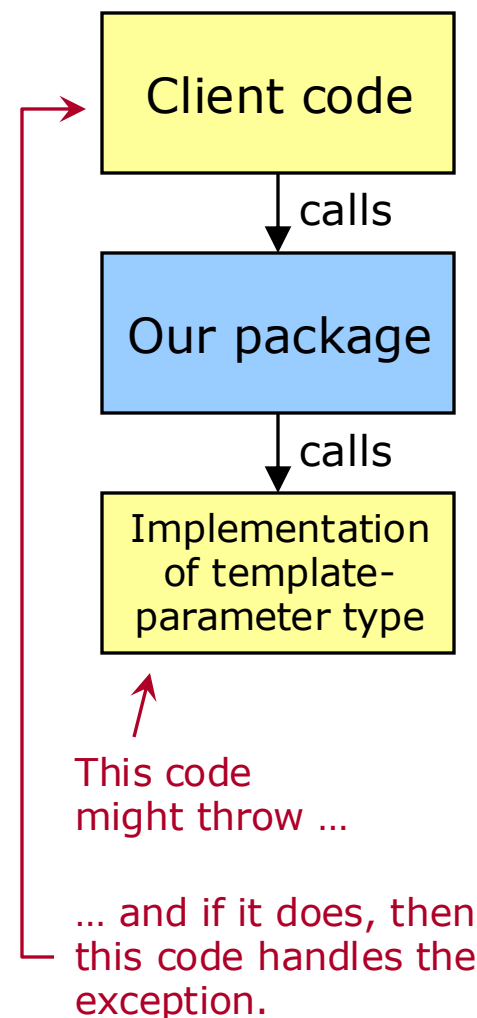 Client code
calls
Our package
calls
Implementation
of template-
parameter type
This code
might throw …
… and if it does, then
this code handles the
exception.